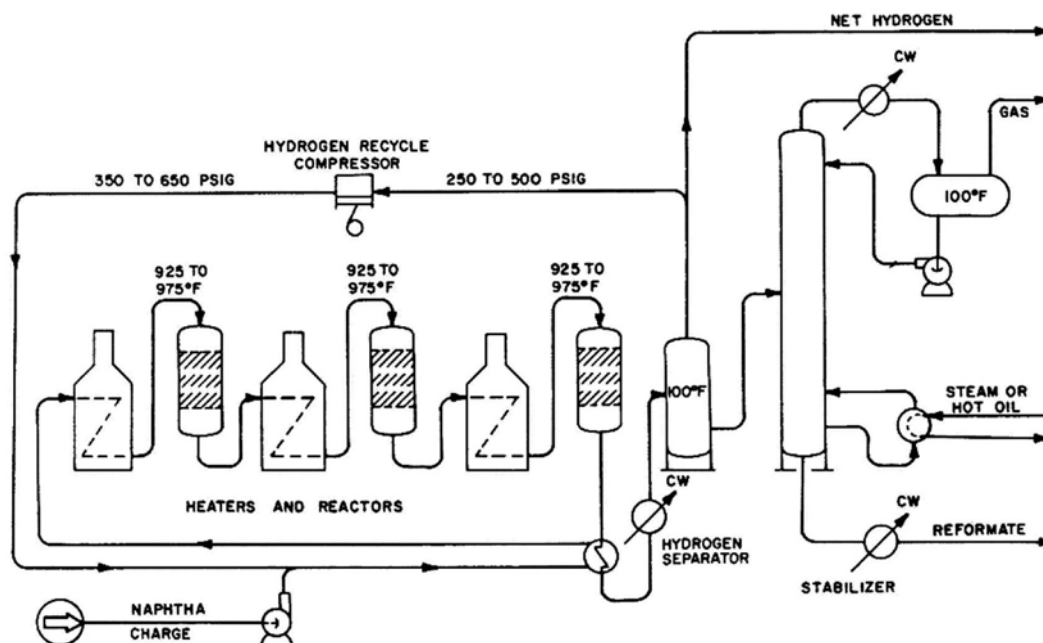 NET HYDROGEN
CW
GAS
HYDROGEN RECYCLE
COMPRESSOR
350 TO 650 PSIG
250 TO 500 PSIG
100°F
925 TO
975°F
925 TO
975°F
925 TO
975°F
100°F
STEAM OR
HOT OIL
HEATERS AND REACTORS
CW
HYDROGEN
SEPARATOR
CW
REFORMATE
STABILIZER
NAPHTHA
CHARGE